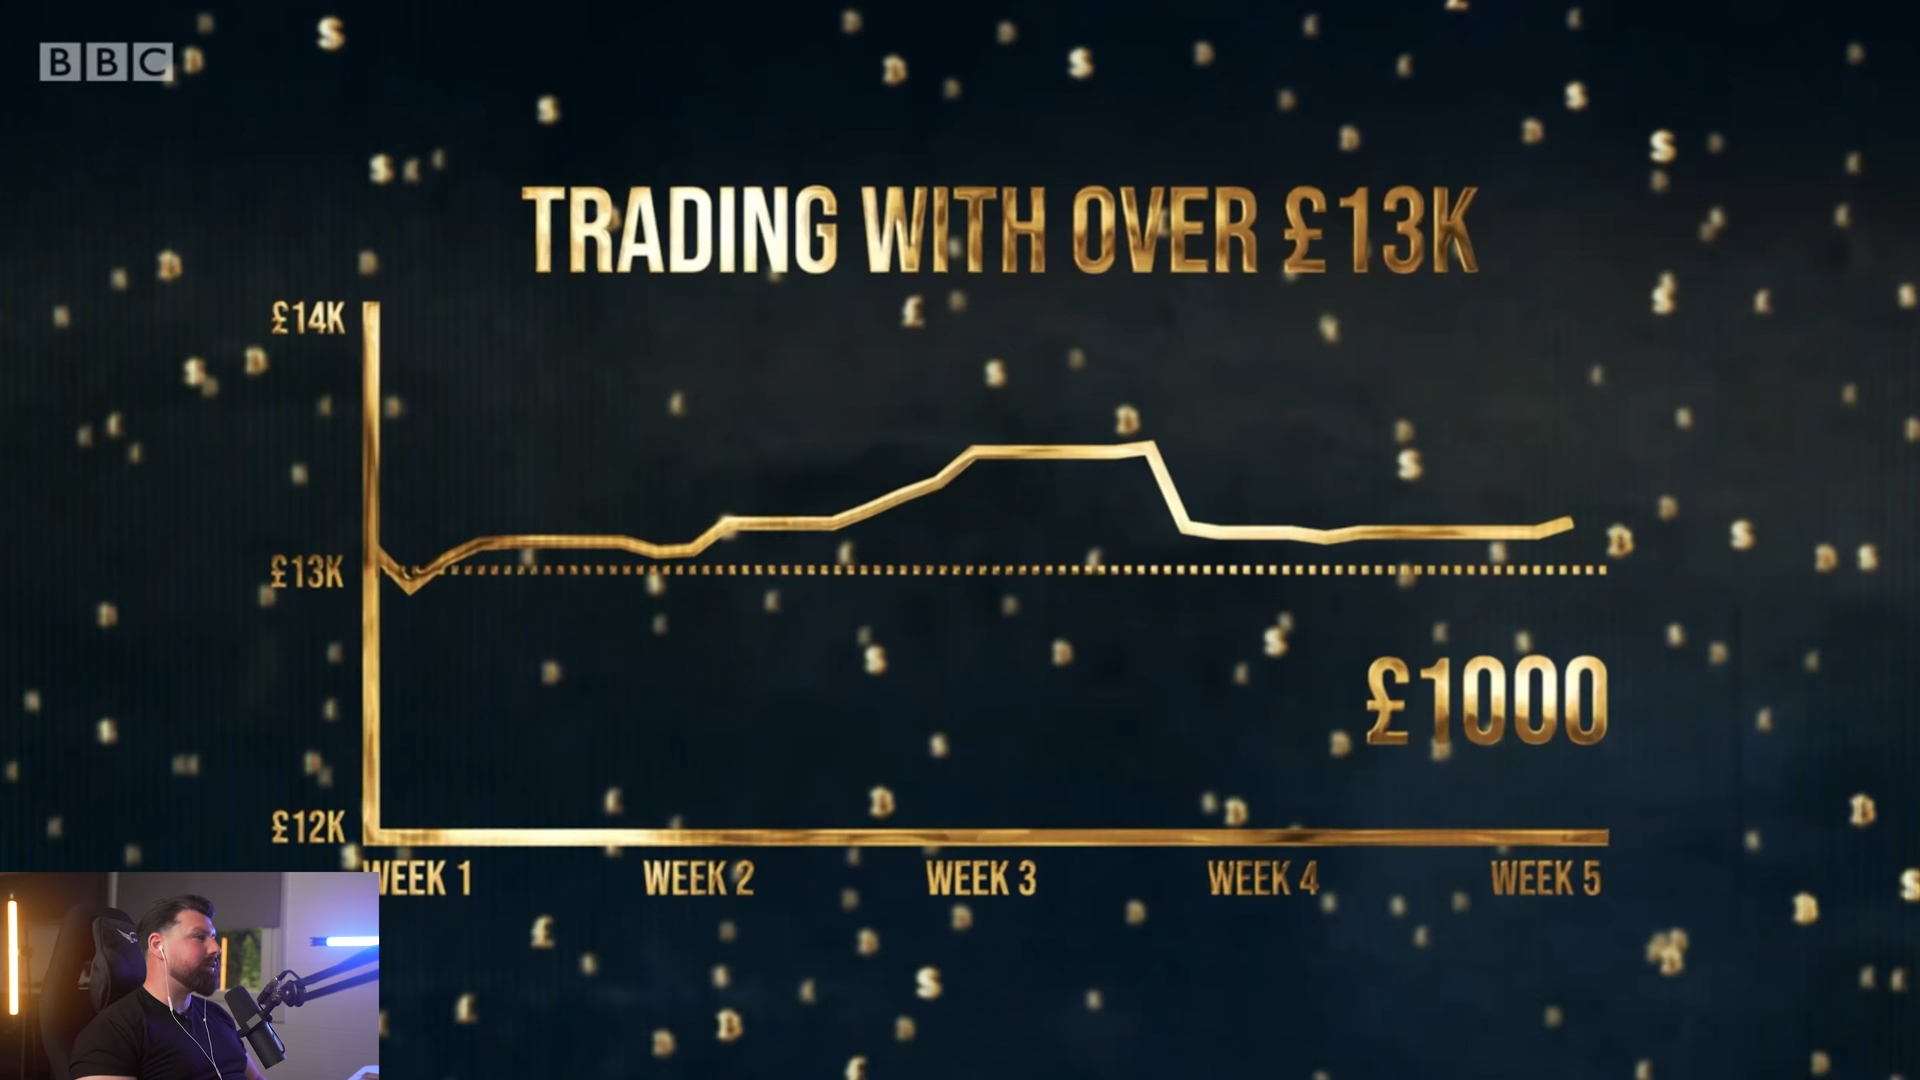 BBC
TRADING WITH OVER £13K
£14K
£13K
£1000
£12K
WEEK 1
WEEK 2
WEEK 3
WEEK 4
WEEK 5